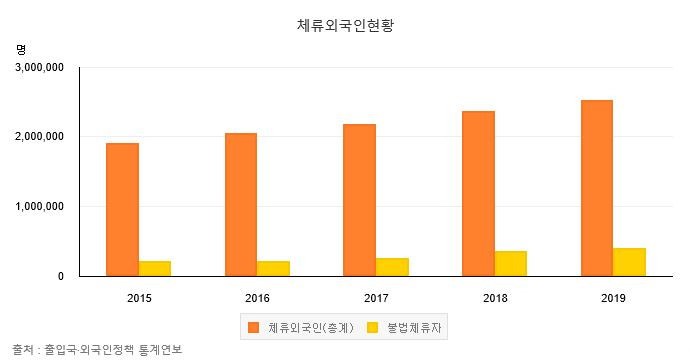 체류외국인현황
명
3,000,000
2,000,000
1,000,000
0
2015 2016 2017 2018 2019
체류외국인(총계) 불법체류자
출처 : 출입국·외국인정책 통계연보